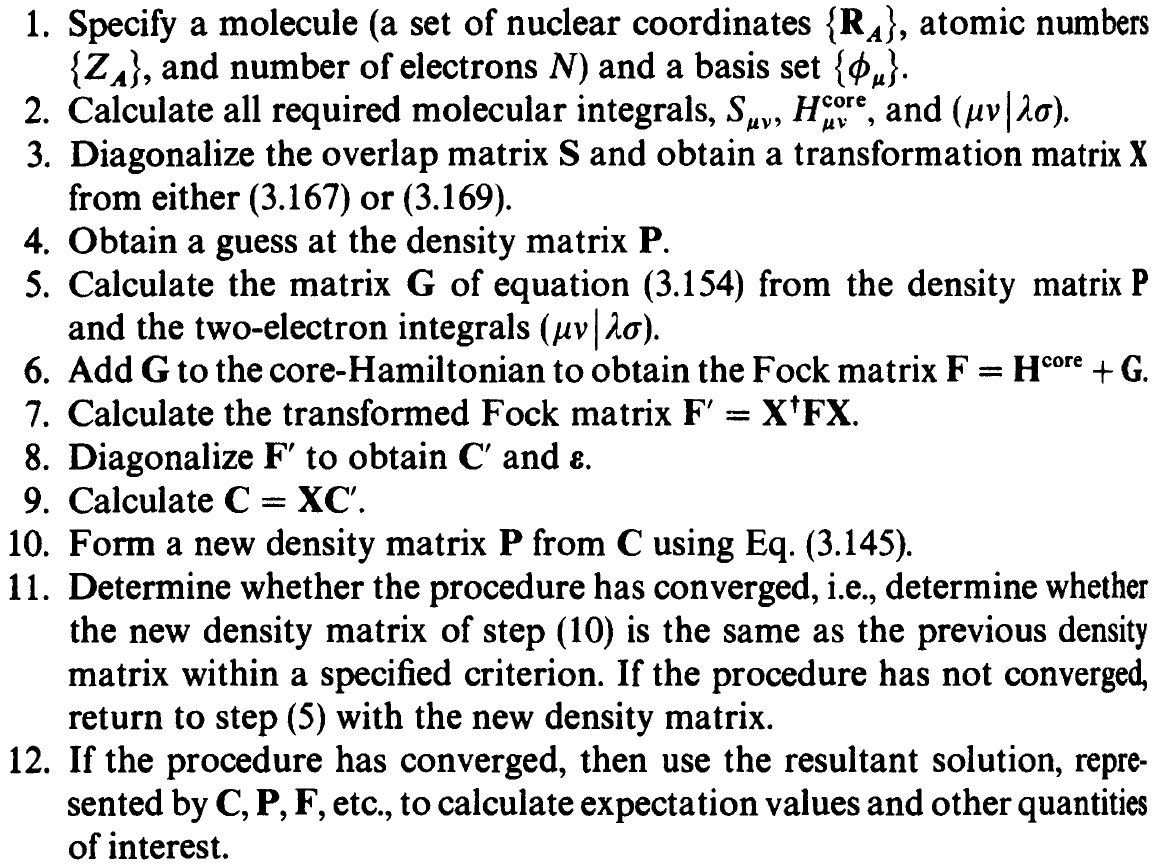 1. Specify a molecule (a set of nuclear coordinates {R_A}, atomic numbers
{Z_A}, and number of electrons N) and a basis set {ϕ_μ}.
2. Calculate all required molecular integrals, S_μν, H_μν^core, and (μν|λσ).
3. Diagonalize the overlap matrix S and obtain a transformation matrix X
from either (3.167) or (3.169).
4. Obtain a guess at the density matrix P.
5. Calculate the matrix G of equation (3.154) from the density matrix P
and the two-electron integrals (μν|λσ).
6. Add G to the core-Hamiltonian to obtain the Fock matrix F = H^core + G.
7. Calculate the transformed Fock matrix F′ = X†FX.
8. Diagonalize F′ to obtain C′ and ε.
9. Calculate C = XC′.
10. Form a new density matrix P from C using Eq. (3.145).
11. Determine whether the procedure has converged, i.e., determine whether
the new density matrix of step (10) is the same as the previous density
matrix within a specified criterion. If the procedure has not converged,
return to step (5) with the new density matrix.
12. If the procedure has converged, then use the resultant solution, repre-
sented by C, P, F, etc., to calculate expectation values and other quantities
of interest.